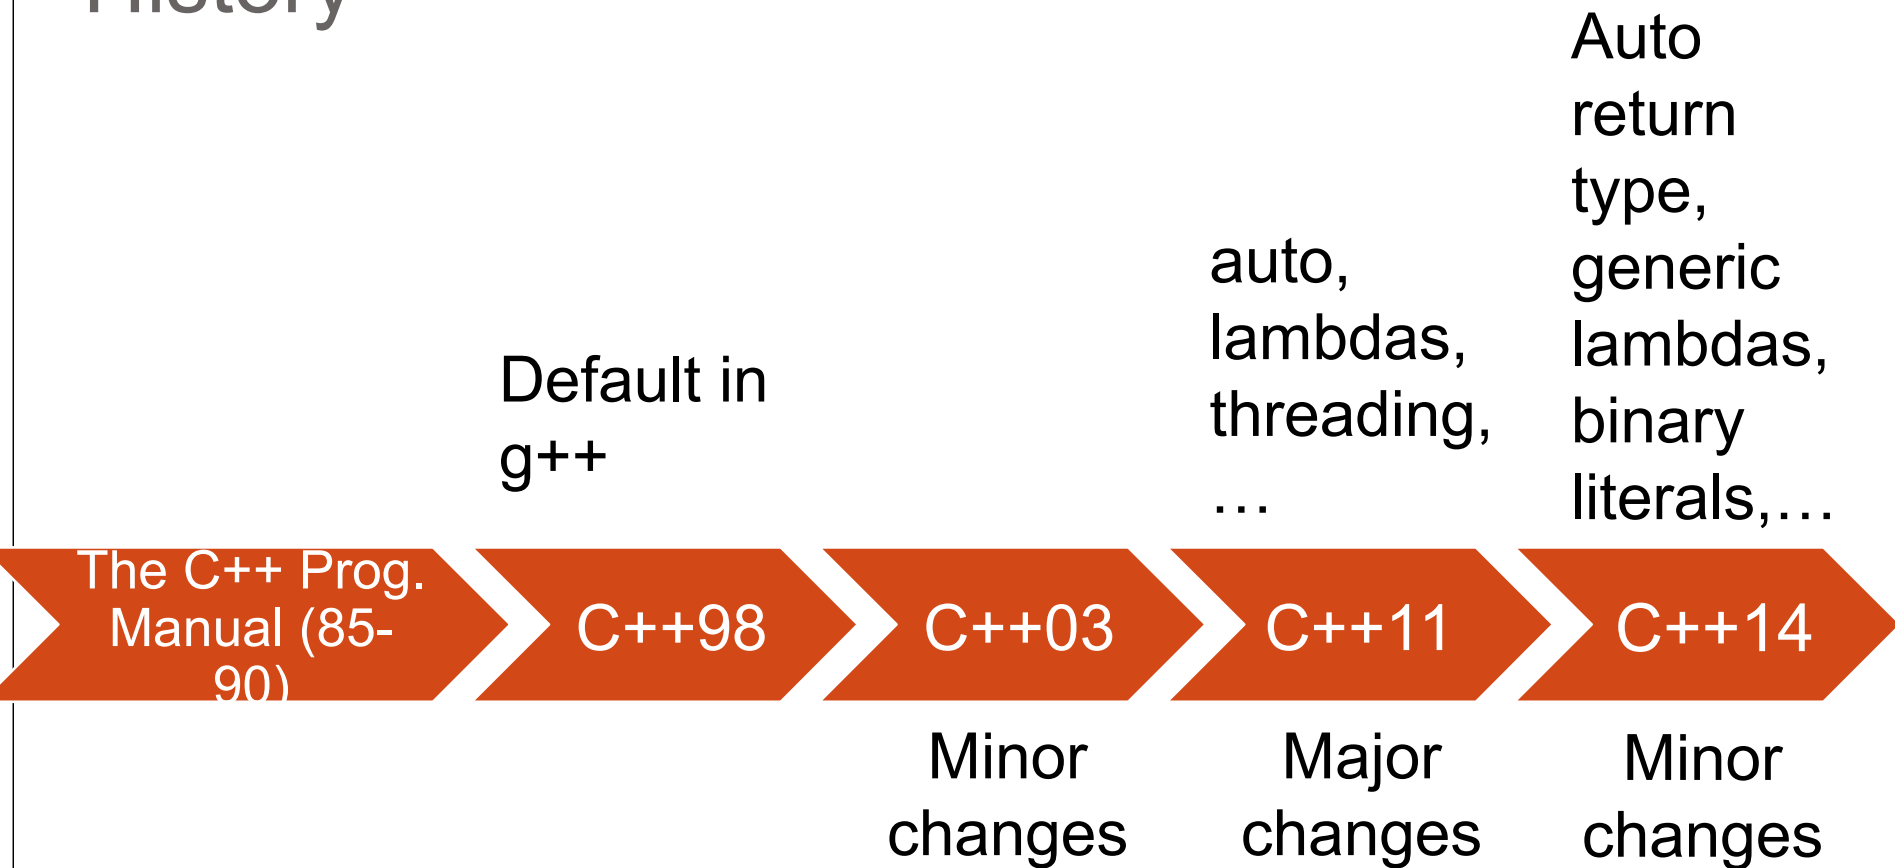 History
Auto
return
type,
generic
lambdas,
binary
literals,…
auto,
lambdas,
threading,
…
Default in
g++
The C++ Prog.
Manual (85-
90)
C++98
C++03
C++11
C++14
Minor
changes
Major
changes
Minor
changes